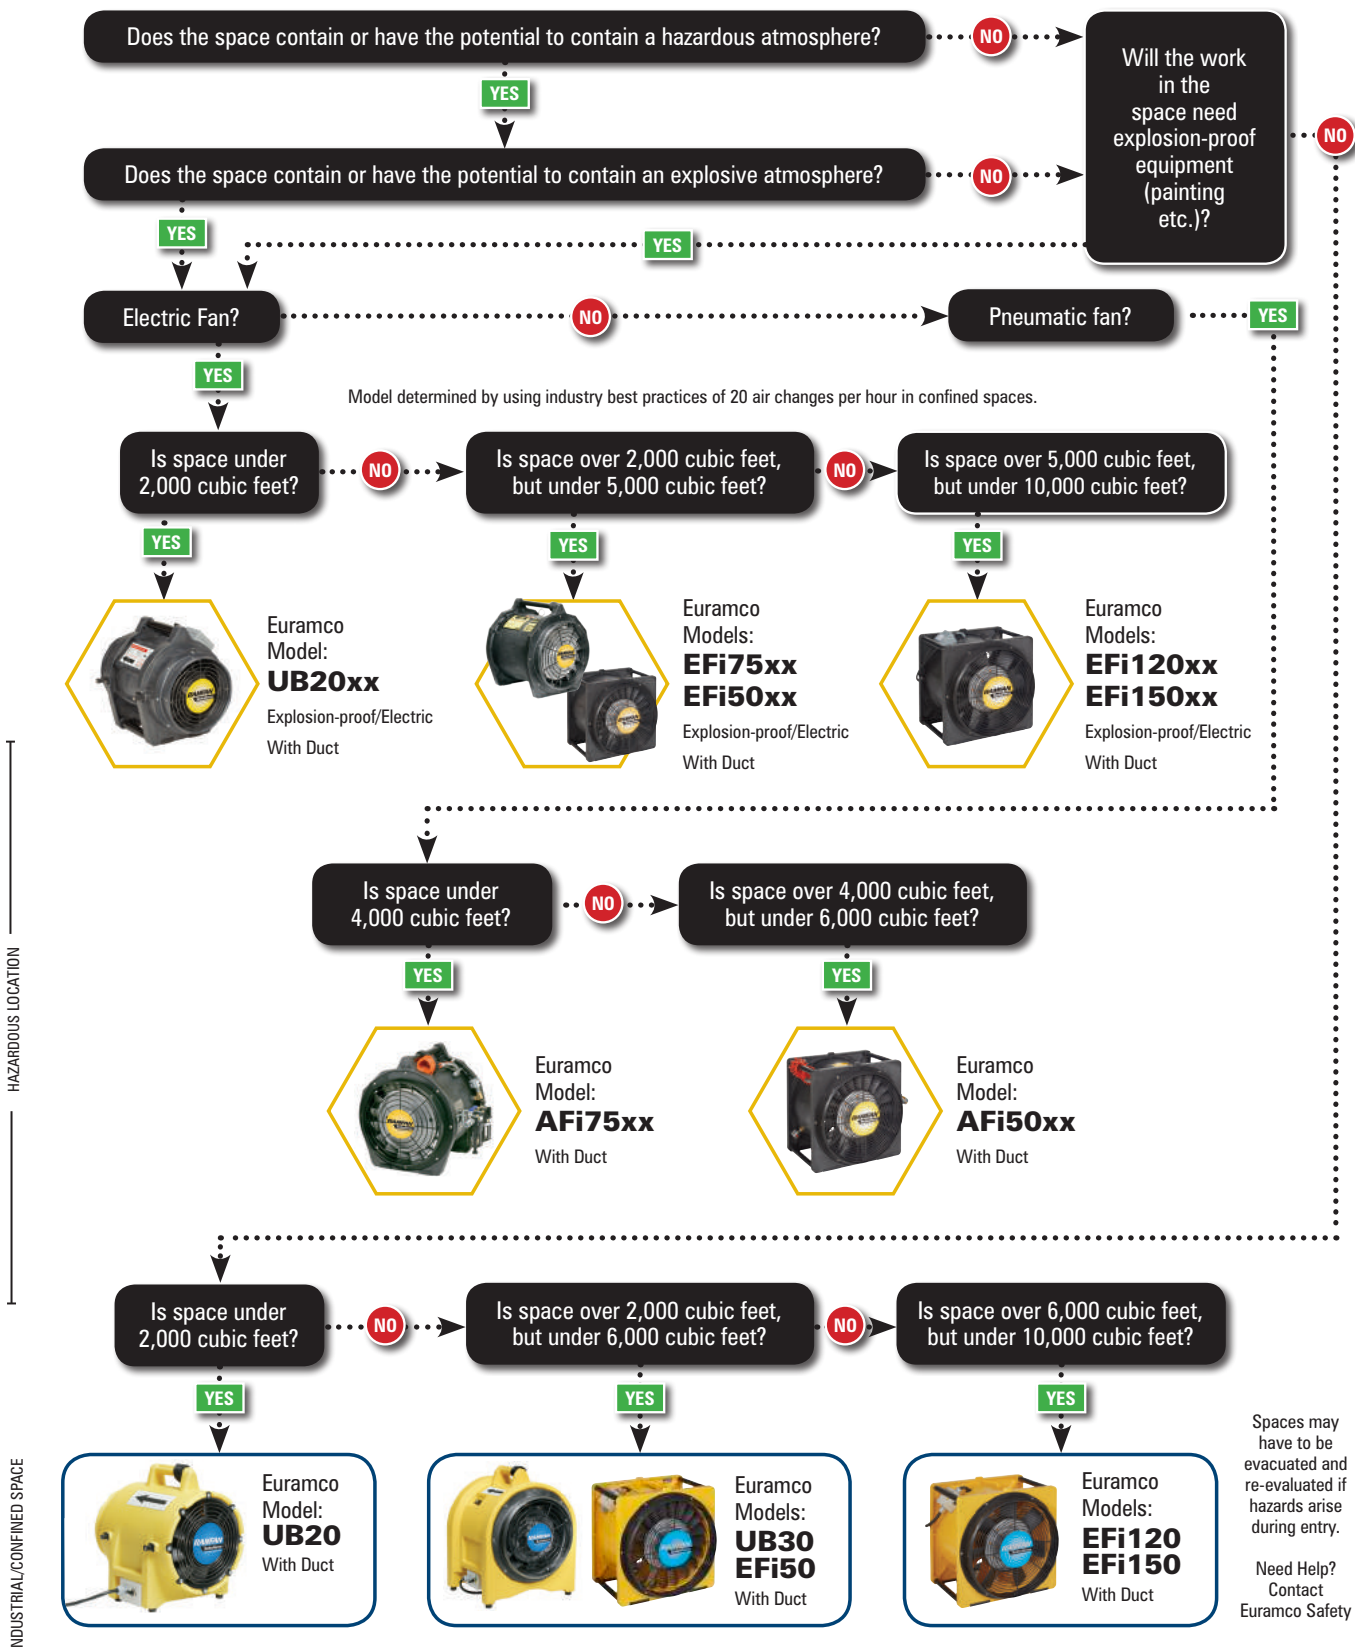 Does the space contain or have the potential to contain a hazardous atmosphere?
NO
Will the work
in the
space need
explosion-proof
equipment
(painting
etc.)?
NO
YES
Does the space contain or have the potential to contain an explosive atmosphere?
NO
YES
YES
Electric Fan?
NO
Pneumatic fan?
YES
YES
Model determined by using industry best practices of 20 air changes per hour in confined spaces.
Is space under
2,000 cubic feet?
NO
Is space over 2,000 cubic feet,
but under 5,000 cubic feet?
NO
Is space over 5,000 cubic feet,
but under 10,000 cubic feet?
YES
YES
YES
Euramco
Model:
UB20xx
Explosion-proof/Electric
With Duct
Euramco
Models:
EFi75xx
EFi50xx
Explosion-proof/Electric
With Duct
Euramco
Models:
EFi120xx
EFi150xx
Explosion-proof/Electric
With Duct
HAZARDOUS LOCATION
Is space under
4,000 cubic feet?
NO
Is space over 4,000 cubic feet,
but under 6,000 cubic feet?
YES
YES
Euramco
Model:
AFi75xx
With Duct
Euramco
Model:
AFi50xx
With Duct
Is space under
2,000 cubic feet?
NO
Is space over 2,000 cubic feet,
but under 6,000 cubic feet?
NO
Is space over 6,000 cubic feet,
but under 10,000 cubic feet?
YES
YES
YES
NDUSTRIAL/CONFINED SPACE
Euramco
Model:
UB20
With Duct
Euramco
Models:
UB30
EFi50
With Duct
Euramco
Models:
EFi120
EFi150
With Duct
Spaces may
have to be
evacuated and
re-evaluated if
hazards arise
during entry.
Need Help?
Contact
Euramco Safety